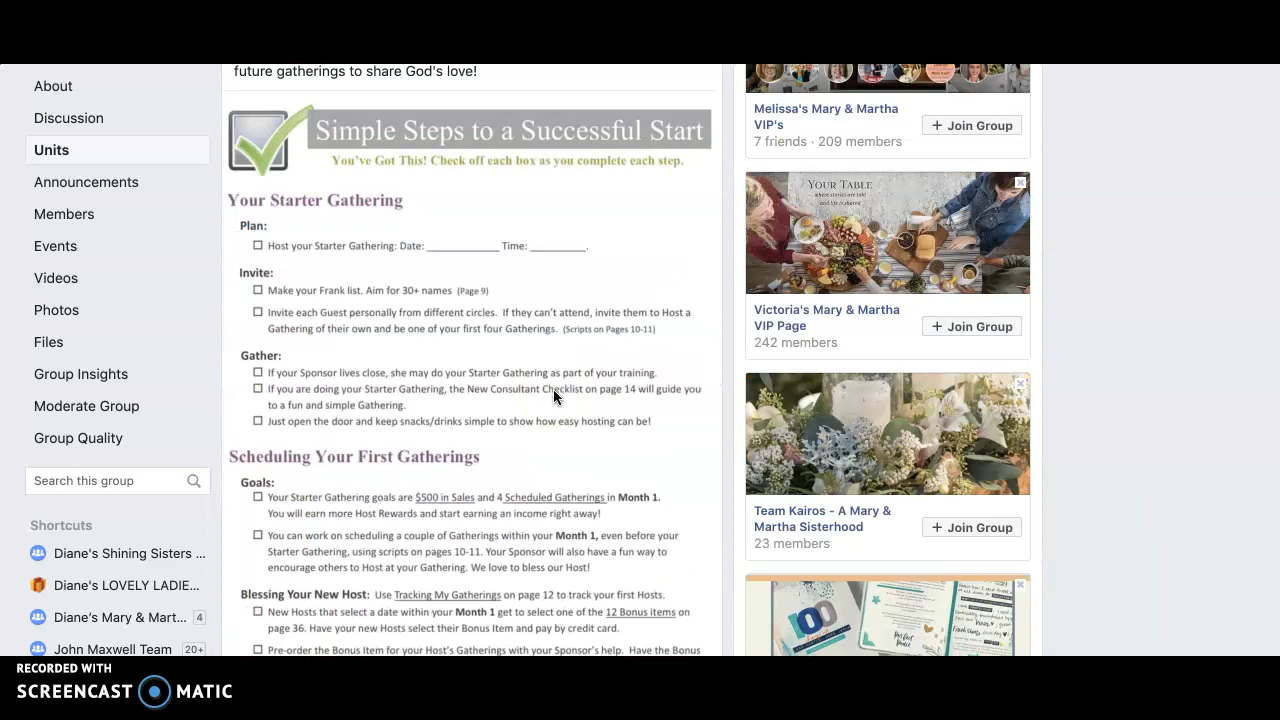 About
Discussion
Units
Announcements
Members
Events
Videos
Photos
Files
Group Insights
Moderate Group
Group Quality
Search this group
Shortcuts
Diane's Shining Sisters ...
Diane's LOVELY LADIE...
Diane's Mary & Mart... 4
John Maxwell Team 20+
future gatherings to share God's love!
Simple Steps to a Successful Start
You've Got This! Check off each box as you complete each step.
Your Starter Gathering
Plan:
Host your Starter Gathering: Date: ____________ Time: _________.
Invite:
Make your Frank list. Aim for 30+ names (Page 9)
Invite each Guest personally from different circles. If they can't attend, invite them to Host a
Gathering of their own and be one of your first four Gatherings. (Scripts on Pages 10-11)
Gather:
If your Sponsor lives close, she may do your Starter Gathering as part of your training.
If you are doing your Starter Gathering, the New Consultant Checklist on page 14 will guide you
to a fun and simple Gathering.
Just open the door and keep snacks/drinks simple to show how easy hosting can be!
Scheduling Your First Gatherings
Goals:
Your Starter Gathering goals are $500 in Sales and 4 Scheduled Gatherings in Month 1.
You will earn more Host Rewards and start earning an income right away!
You can work on scheduling a couple of Gatherings within your Month 1, even before your
Starter Gathering, using scripts on pages 10-11. Your Sponsor will also have a fun way to
encourage others to Host at your Gathering. We love to bless our Host!
Blessing Your New Host: Use Tracking My Gatherings on page 12 to track your first Hosts.
New Hosts that select a date within your Month 1 get to select one of the 12 Bonus items on
page 36. Have your new Hosts select their Bonus Item and pay by credit card.
Pre-order the Bonus Item for your Host's Gatherings with your Sponsor's help. Have the Bonus
Melissa's Mary & Martha
VIP's
7 friends · 209 members
+ Join Group
YOUR TABLE
where stories are told
and life is shared
Victoria's Mary & Martha
VIP Page
242 members
+ Join Group
Team Kairos - A Mary &
Martha Sisterhood
23 members
+ Join Group
100
RECORDED WITH
SCREENCAST MATIC